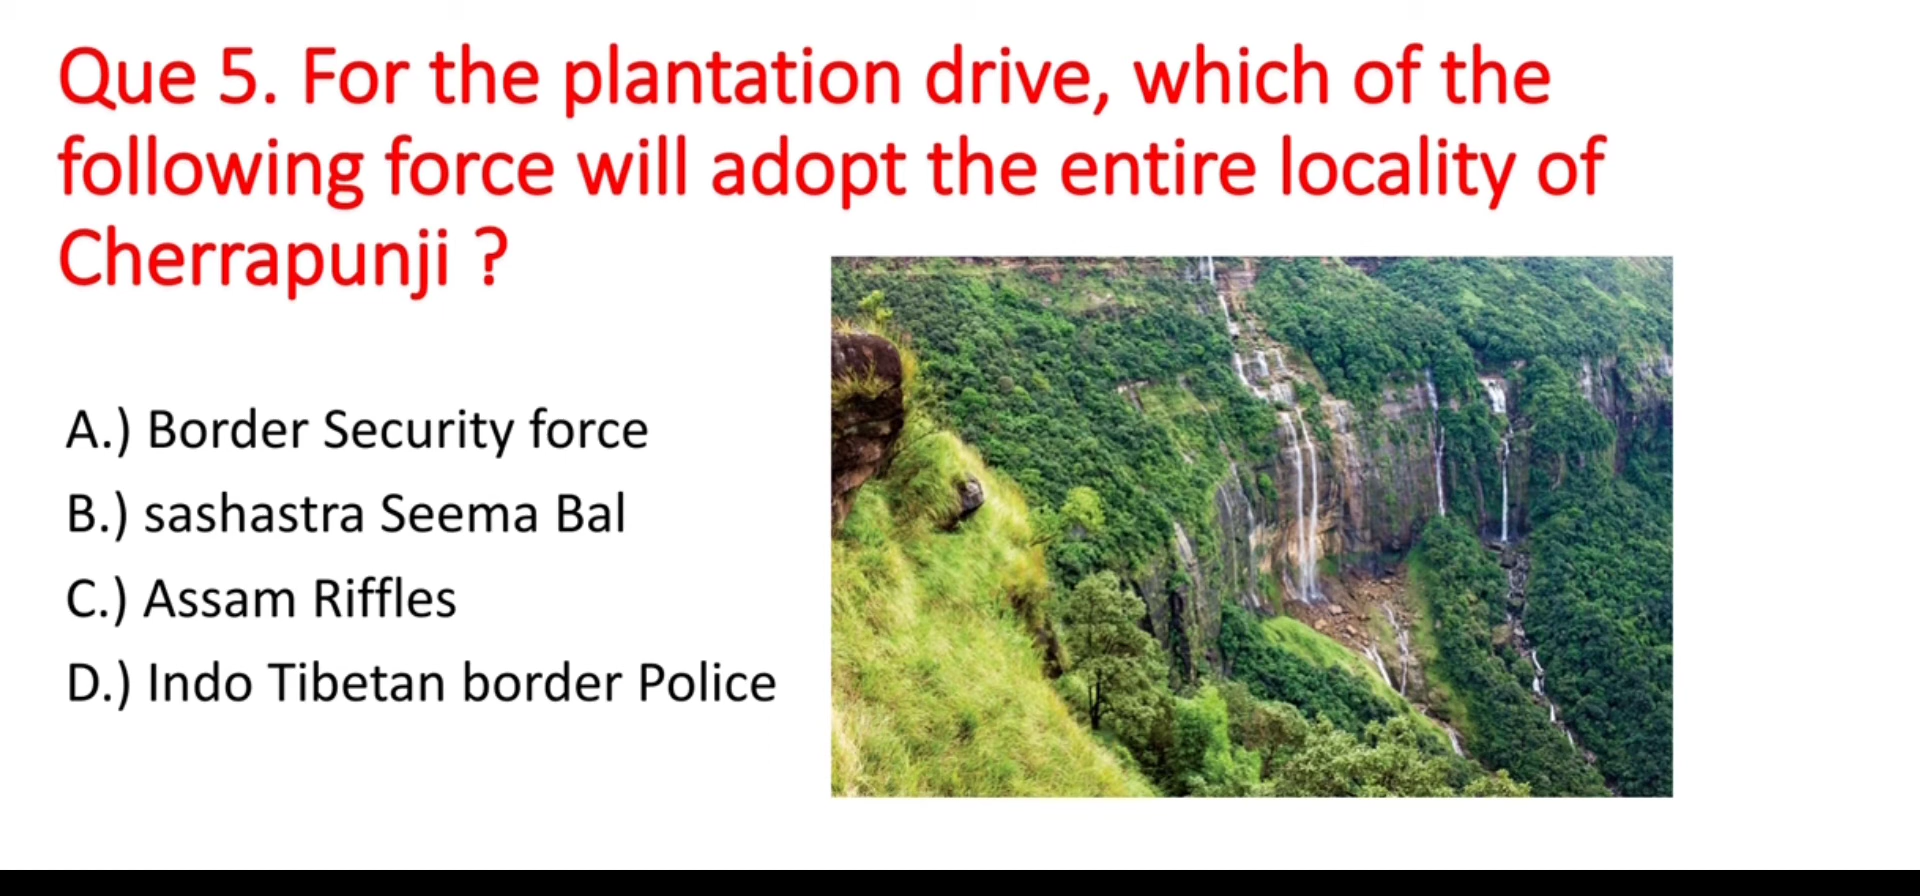 Que 5. For the plantation drive, which of the
following force will adopt the entire locality of
Cherrapunji ?
A.) Border Security force
B.) sashastra Seema Bal
C.) Assam Riffles
D.) Indo Tibetan border Police